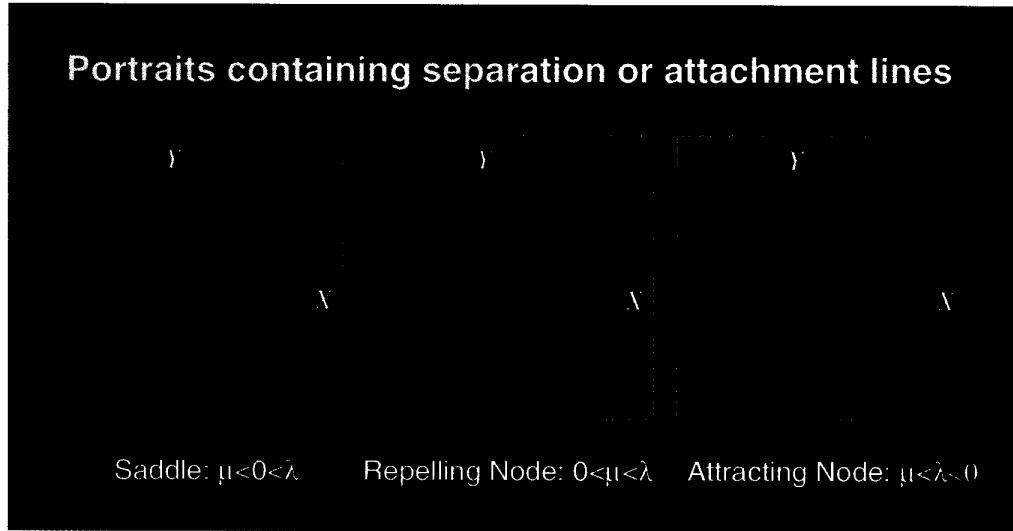 Portraits containing separation or attachment lines
Y Y Y
X X X
Saddle: μ<0<λ Repelling Node: 0<μ<λ Attracting Node: μ<λ<0